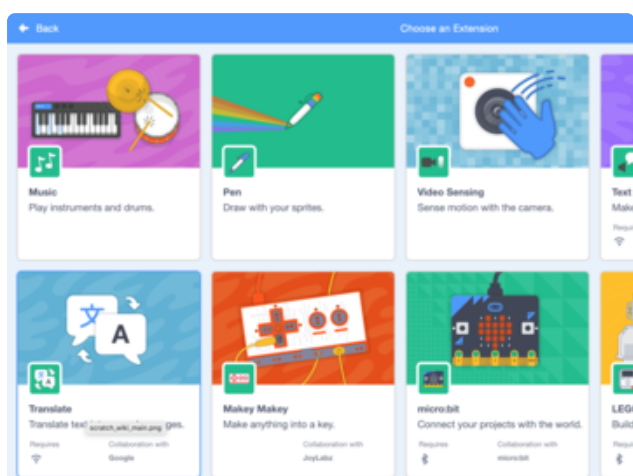 Back
Choose an Extension
Music
Play instruments and drums.
Pen
Draw with your sprites.
Video Sensing
Sense motion with the camera.
Text
Make
Requires
文
A
Translate
Translate text ges.
scratch_wiki_main.png
Requires
Collaboration with
Google
Makey Makey
Make anything into a key.
Collaboration with
JoyLabz
micro:bit
Connect your projects with the world.
Requires
Collaboration with
micro:bit
LEG
Build
Requires